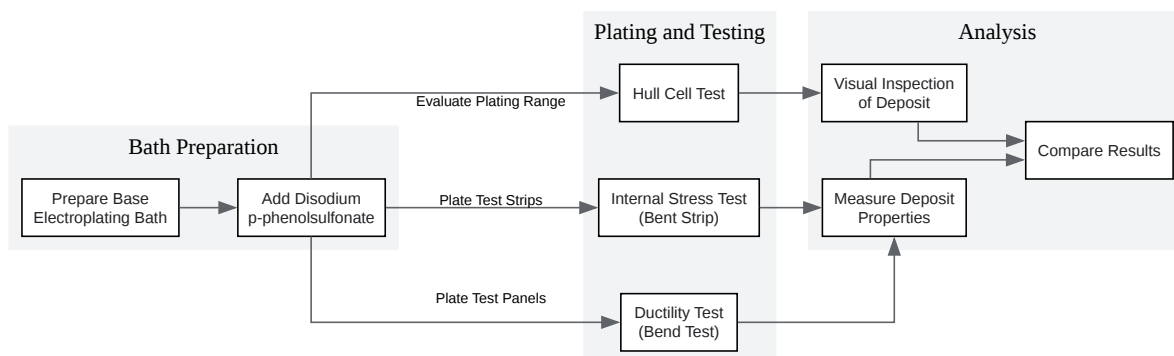 Bath Preparation
Prepare Base
Electroplating Bath
Add Disodium
p-phenolsulfonate
Evaluate Plating Range
Plate Test Strips
Plate Test Panels
Plating and Testing
Hull Cell Test
Internal Stress Test
(Bent Strip)
Ductility Test
(Bend Test)
Analysis
Visual Inspection
of Deposit
Measure Deposit
Properties
Compare Results